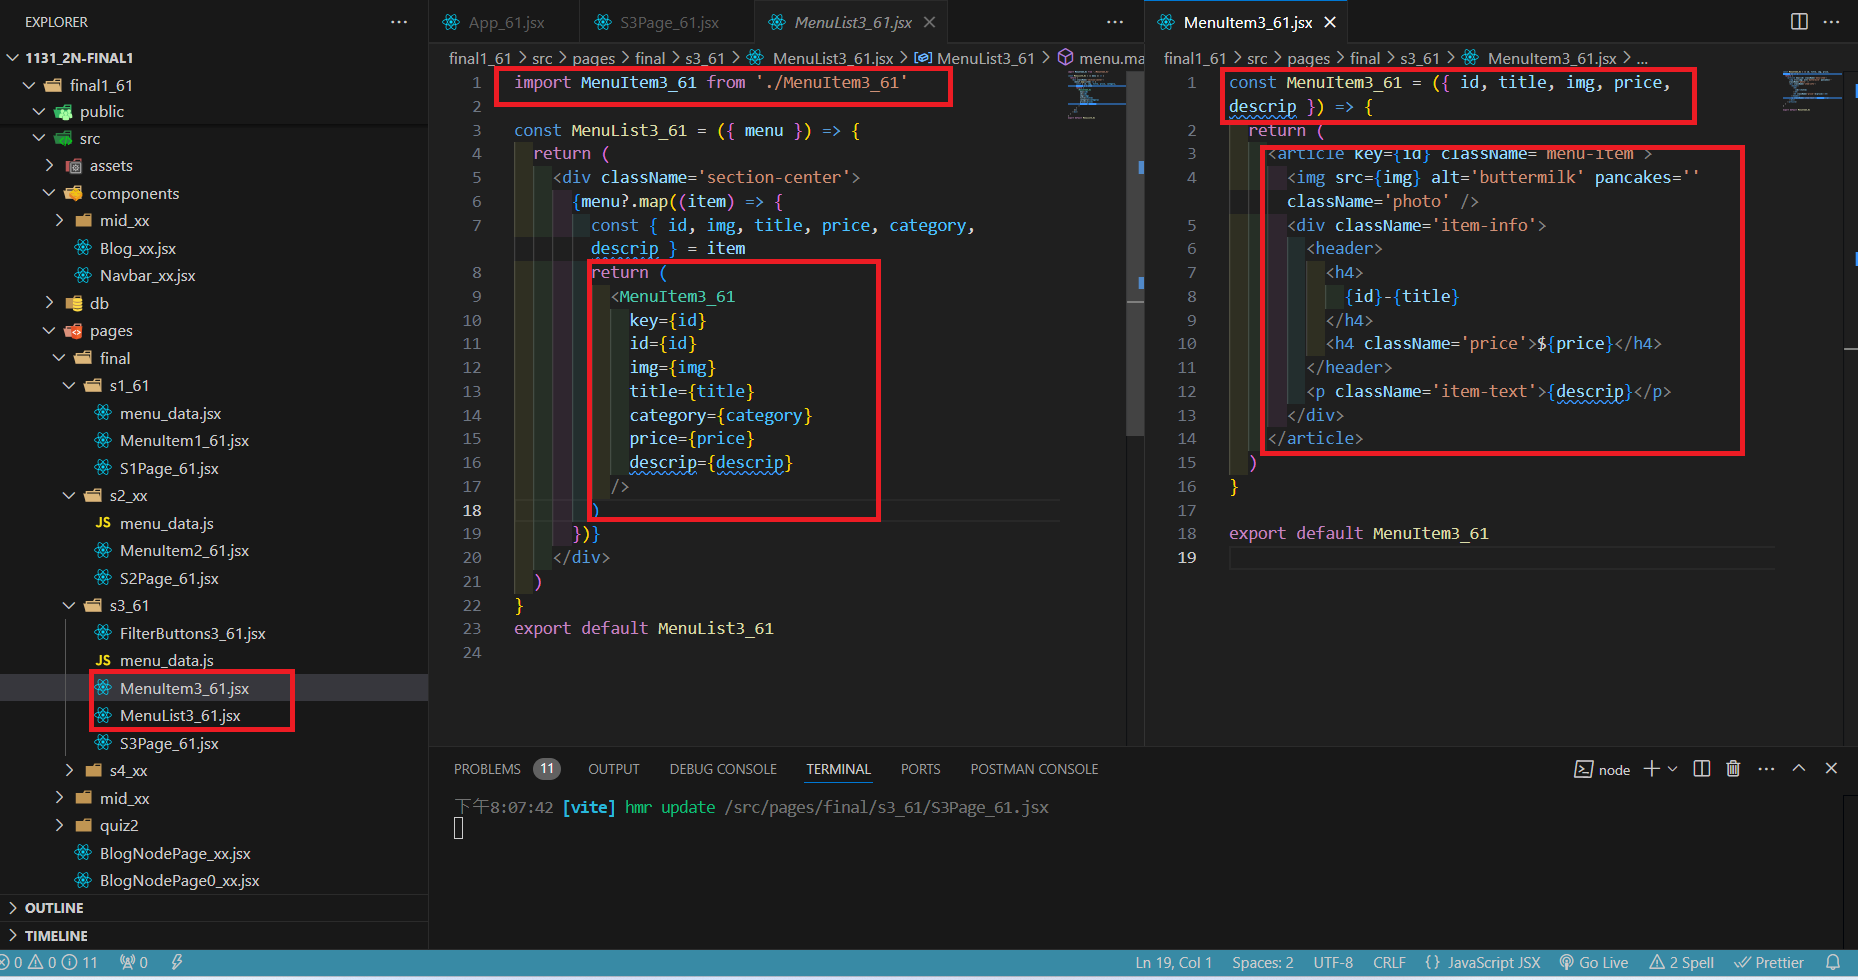 EXPLORER
1131_2N-FINAL1
final1_61
public
src
assets
components
mid_xx
Blog_xx.jsx
Navbar_xx.jsx
db
pages
final
s1_61
menu_data.jsx
MenuItem1_61.jsx
S1Page_61.jsx
s2_xx
JS menu_data.js
MenuItem2_61.jsx
S2Page_61.jsx
s3_61
FilterButtons3_61.jsx
JS menu_data.js
MenuItem3_61.jsx
MenuList3_61.jsx
S3Page_61.jsx
s4_xx
mid_xx
quiz2
BlogNodePage_xx.jsx
BlogNodePage0_xx.jsx
OUTLINE
TIMELINE
App_61.jsx S3Page_61.jsx MenuList3_61.jsx
final1_61 > src > pages > final > s3_61 > MenuList3_61.jsx > MenuList3_61 > menu.ma
1 import MenuItem3_61 from './MenuItem3_61'
2
3 const MenuList3_61 = ({ menu }) => {
4 return (
5 <div className='section-center'>
6 {menu?.map((item) => {
7 const { id, img, title, price, category,
descrip } = item
8 return (
9 <MenuItem3_61
10 key={id}
11 id={id}
12 img={img}
13 title={title}
14 category={category}
15 price={price}
16 descrip={descrip}
17 />
18 )
19 })}
20 </div>
21 )
22 }
23 export default MenuList3_61
24
MenuItem3_61.jsx
final1_61 > src > pages > final > s3_61 > MenuItem3_61.jsx > ...
1 const MenuItem3_61 = ({ id, title, img, price,
descrip }) => {
2 return (
3 <article key={id} className='menu-item'>
4 <img src={img} alt='buttermilk' pancakes=''
className='photo' />
5 <div className='item-info'>
6 <header>
7 <h4>
8 {id}-{title}
9 </h4>
10 <h4 className='price'>${price}</h4>
11 </header>
12 <p className='item-text'>{descrip}</p>
13 </div>
14 </article>
15 )
16 }
17
18 export default MenuItem3_61
19
PROBLEMS 11 OUTPUT DEBUG CONSOLE TERMINAL PORTS POSTMAN CONSOLE
node
下午8:07:42 [vite] hmr update /src/pages/final/s3_61/S3Page_61.jsx
0 0 11 0
Ln 19, Col 1 Spaces: 2 UTF-8 CRLF {} JavaScript JSX Go Live 2 Spell Prettier